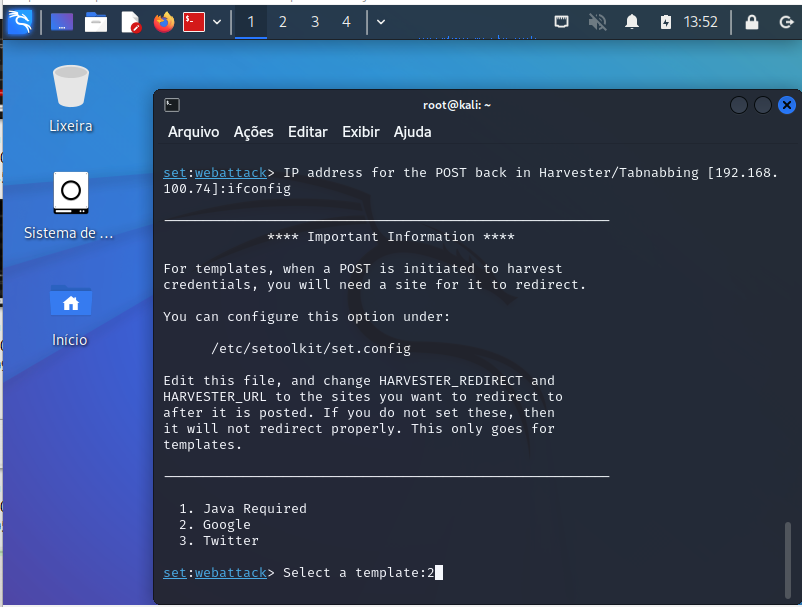 1 2 3 4 13:52
Lixeira
Sistema de ...
Início
root@kali: ~
Arquivo Ações Editar Exibir Ajuda
set:webattack> IP address for the POST back in Harvester/Tabnabbing [192.168.
100.74]:ifconfig
**** Important Information ****
For templates, when a POST is initiated to harvest
credentials, you will need a site for it to redirect.
You can configure this option under:
/etc/setoolkit/set.config
Edit this file, and change HARVESTER_REDIRECT and
HARVESTER_URL to the sites you want to redirect to
after it is posted. If you do not set these, then
it will not redirect properly. This only goes for
templates.
1. Java Required
2. Google
3. Twitter
set:webattack> Select a template:2